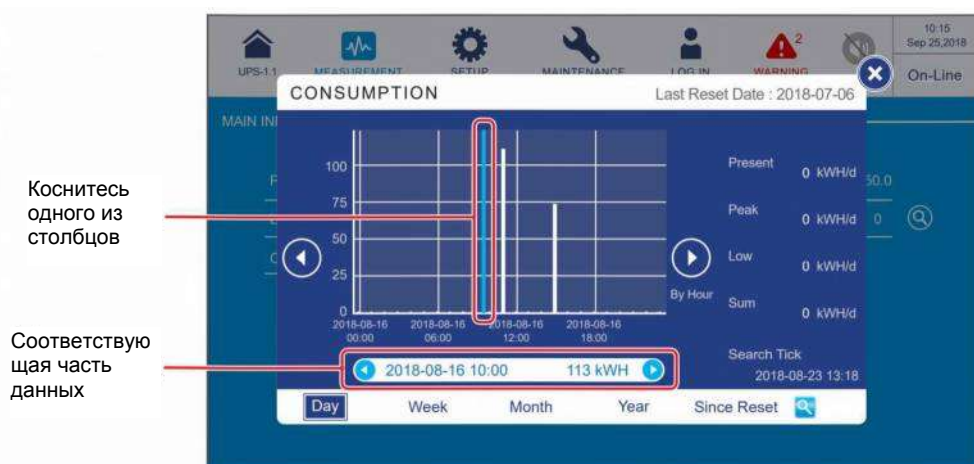 10:15
Sep 25,2018
UPS-1.1
MEASUREMENT
SETUP
MAINTENANCE
LOG IN
2
WARNING
On-Line
CONSUMPTION
Last Reset Date : 2018-07-06
MAIN IN
Коснитесь
одного из
столбцов
100
75
50
25
0
2018-08-16
00:00
2018-08-16
06:00
2018-08-16
12:00
2018-08-16
18:00
By Hour
Present
0 kWH/d
Peak
0 kWH/d
Low
0 kWH/d
Sum
0 kWH/d
0
Соответствую
щая часть
данных
2018-08-16 10:00 113 kWH
Search Tick
2018-08-23 13:18
Day Week Month Year Since Reset